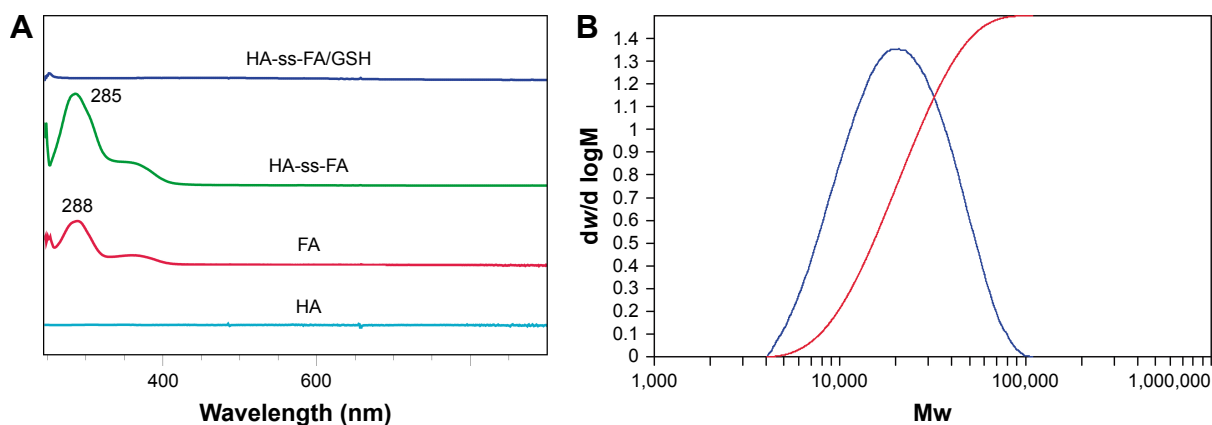 A
HA-ss-FA/GSH
285
HA-ss-FA
288
FA
HA
400 600
Wavelength (nm)
B
dw/d logM
1.4
1.3
1.2
1.1
1
0.9
0.8
0.7
0.6
0.5
0.4
0.3
0.2
0.1
0
1,000 10,000 100,000 1,000,000
Mw